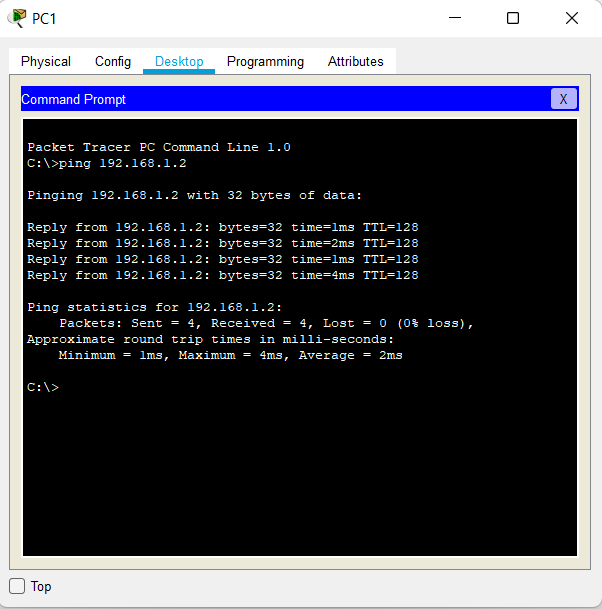 PC1
Physical Config Desktop Programming Attributes
Command Prompt X
Packet Tracer PC Command Line 1.0
C:\>ping 192.168.1.2
Pinging 192.168.1.2 with 32 bytes of data:
Reply from 192.168.1.2: bytes=32 time=1ms TTL=128
Reply from 192.168.1.2: bytes=32 time=2ms TTL=128
Reply from 192.168.1.2: bytes=32 time=1ms TTL=128
Reply from 192.168.1.2: bytes=32 time=4ms TTL=128
Ping statistics for 192.168.1.2:
Packets: Sent = 4, Received = 4, Lost = 0 (0% loss),
Approximate round trip times in milli-seconds:
Minimum = 1ms, Maximum = 4ms, Average = 2ms
C:\>
Top